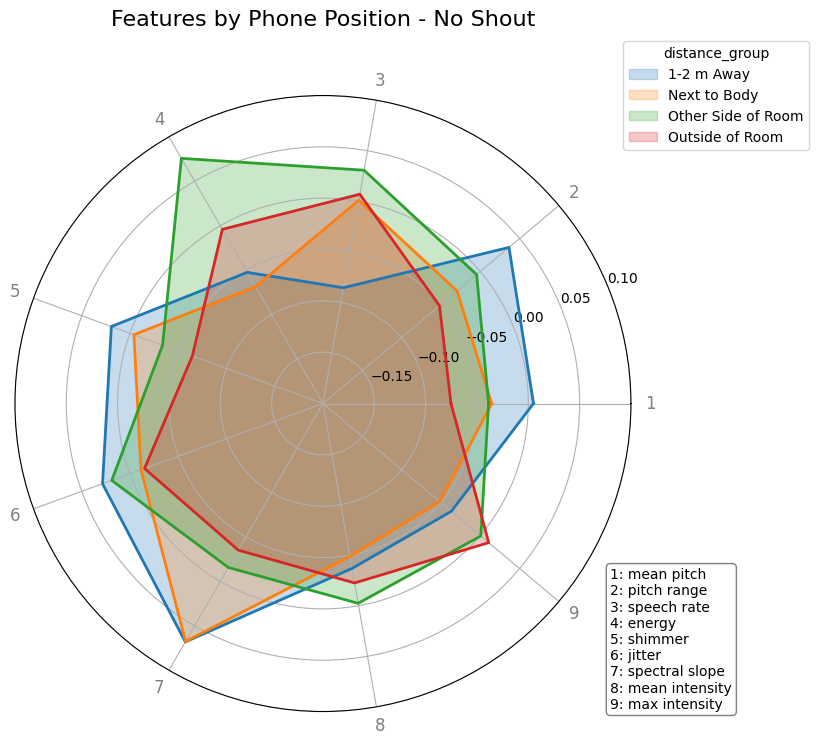 Features by Phone Position - No Shout
distance_group
1-2 m Away
Next to Body
Other Side of Room
Outside of Room
3
4
2
5
0.10
0.05
0.00
−0.05
−0.10
−0.15
1
6
9
7
8
1: mean pitch
2: pitch range
3: speech rate
4: energy
5: shimmer
6: jitter
7: spectral slope
8: mean intensity
9: max intensity